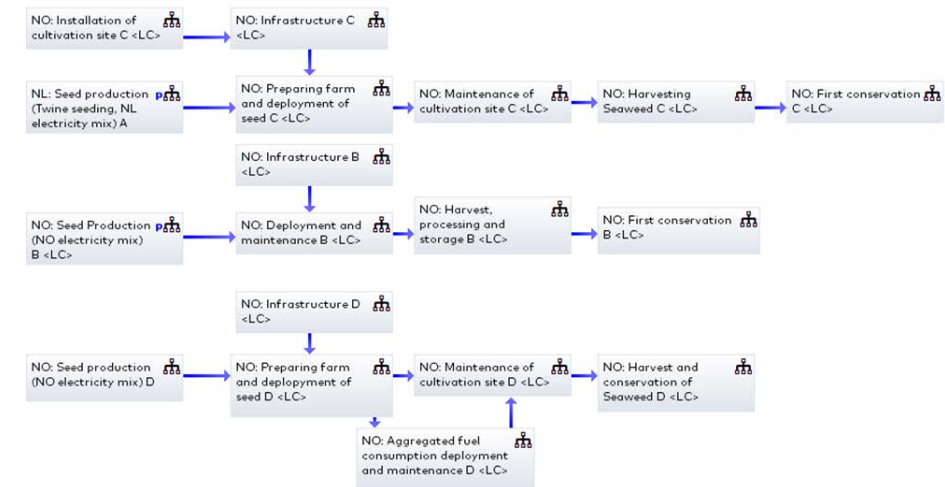 NO: Installation of
cultivation site C <LC>
NO: Infrastructure C
<LC>
NL: Seed production
(Twine seeding, NL
electricity mix) A
p
NO: Preparing farm
and deployment of
seed C <LC>
NO: Maintenance of
cultivation site C <LC>
NO: Harvesting
Seaweed C <LC>
NO: First conservation
C <LC>
NO: Infrastructure B
<LC>
NO: Seed Production
(NO electricity mix)
B <LC>
p
NO: Deployment and
maintenance B <LC>
NO: Harvest,
processing and
storage B <LC>
NO: First conservation
B <LC>
NO: Infrastructure D
<LC>
NO: Seed production
(NO electricity mix) D
NO: Preparing farm
and deplopyment of
seed D <LC>
NO: Maintenance of
cultivation site D <LC>
NO: Harvest and
conservation of
Seaweed D <LC>
NO: Aggregated fuel
consumption deployment
and maintenance D <LC>